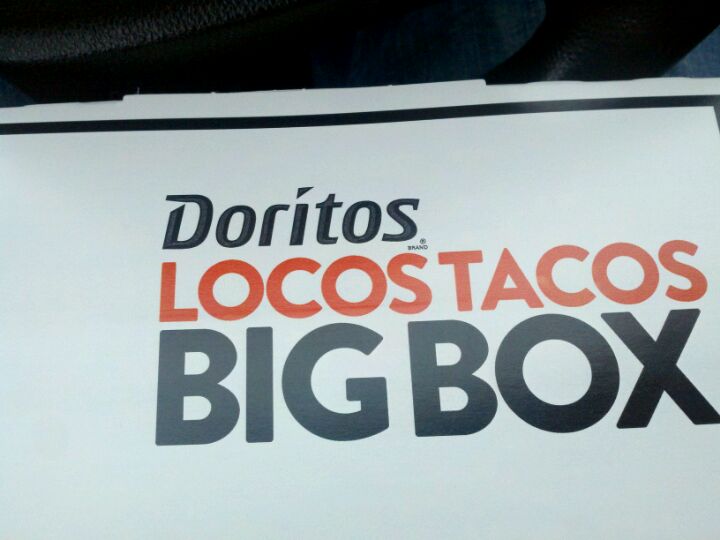 Doritos®
BRAND
LOCOS TACOS
BIG BOX